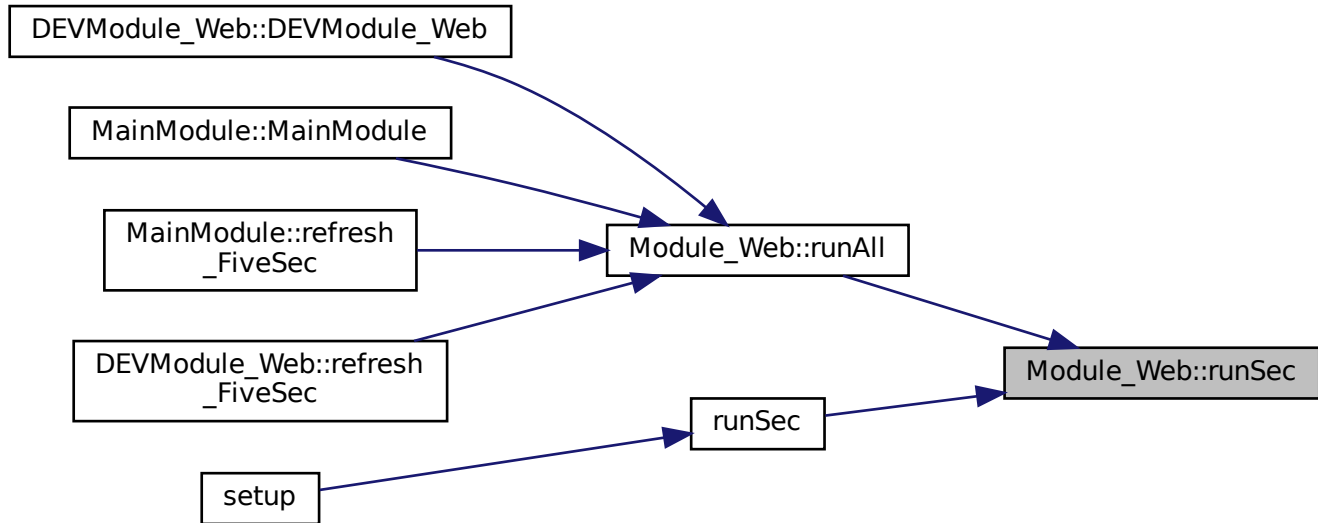 DEVModule_Web::DEVModule_Web
MainModule::MainModule
MainModule::refresh
_FiveSec
Module_Web::runAll
DEVModule_Web::refresh
_FiveSec
Module_Web::runSec
runSec
setup